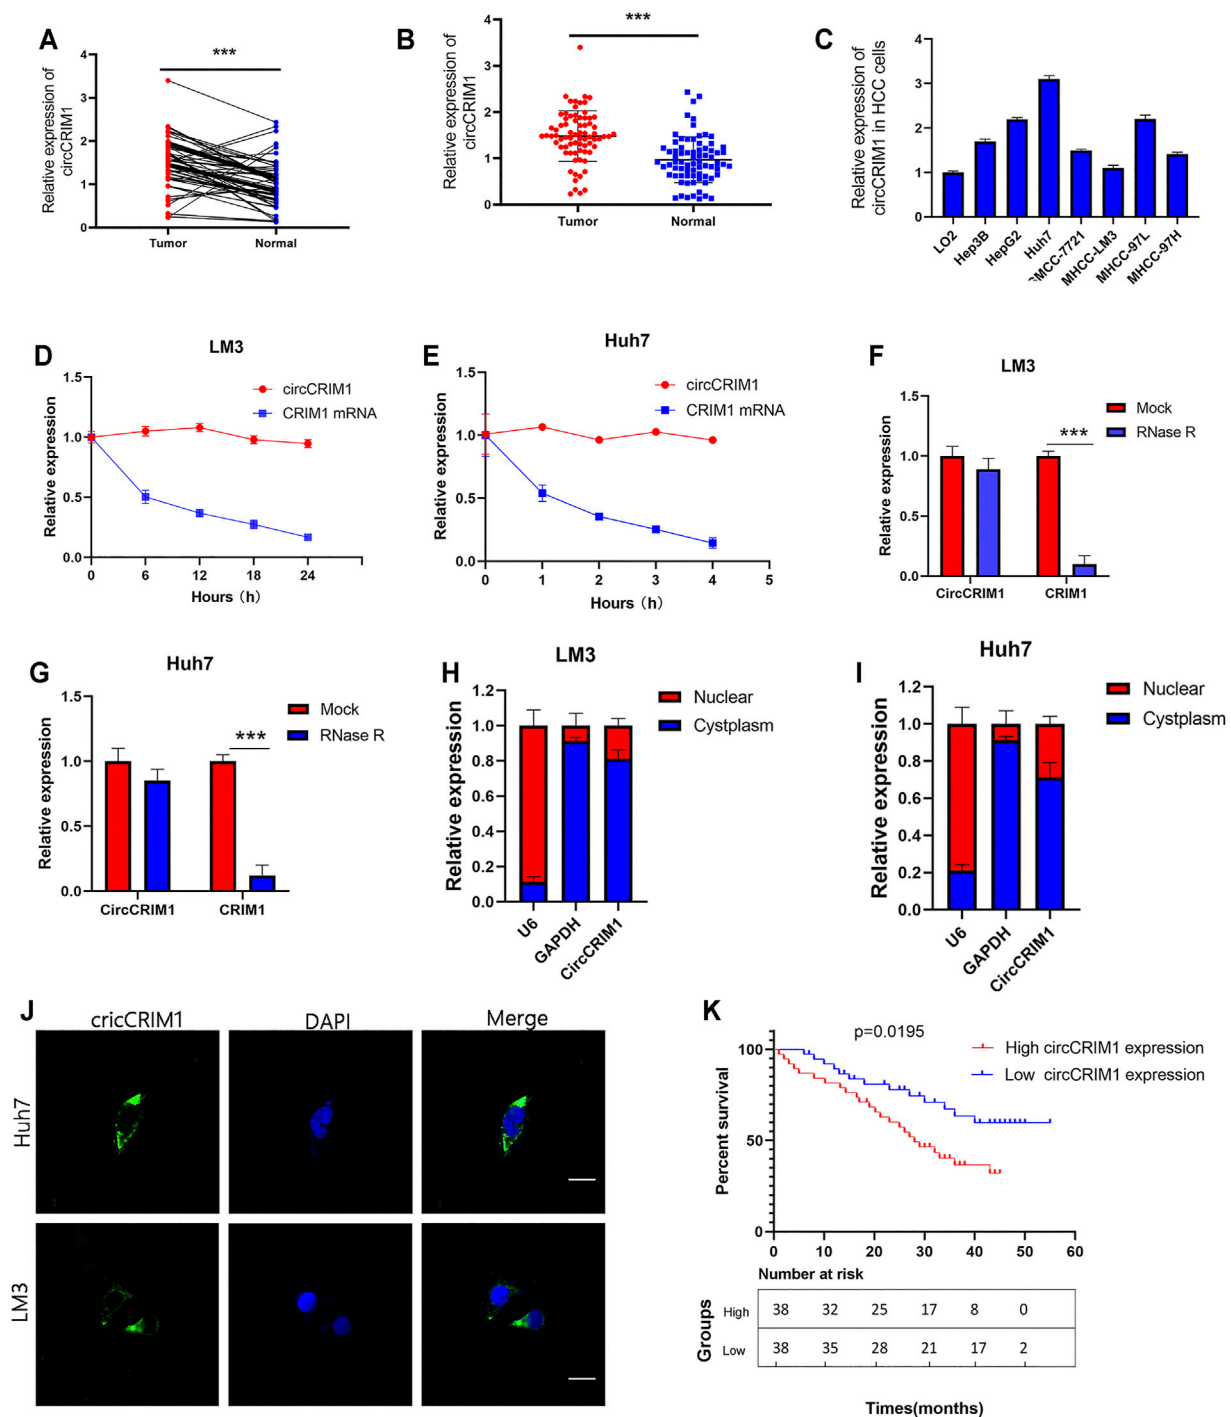 A
Relative expression of
circCRIM1
***
4
3
2
1
0
Tumor
Normal
B
Relative expression of
circCRIM1
***
4
3
2
1
0
Tumor
Normal
C
Relative expression of
circCRIM1 in HCC cells
4
3
2
1
0
LO2
Hep3B
HepG2
Huh7
SMCC-7721
MHCC-LM3
MHCC-97L
MHCC-97H
D
LM3
Relative expression
1.5
1.0
0.5
0.0
circCRIM1
CRIM1 mRNA
0 6 12 18 24
Hours（h）
E
Huh7
Relative expression
1.5
1.0
0.5
0.0
circCRIM1
CRIM1 mRNA
0 1 2 3 4 5
Hours（h）
F
LM3
Relative expression
1.5
1.0
0.5
0.0
Mock
RNase R
***
CircCRIM1
CRIM1
G
Huh7
Relative expression
1.5
1.0
0.5
0.0
Mock
RNase R
***
CircCRIM1
CRIM1
H
LM3
Relative expression
1.2
1.0
0.8
0.6
0.4
0.2
0.0
Nuclear
Cystplasm
U6
GAPDH
CircCRIM1
I
Huh7
Relative expression
1.2
1.0
0.8
0.6
0.4
0.2
0.0
Nuclear
Cystplasm
U6
GAPDH
CircCRIM1
J
cricCRIM1 DAPI Merge
Huh7
LM3
K
p=0.0195
High circCRIM1 expression
Low circCRIM1 expression
Percent survival
100
50
0
0 10 20 30 40 50 60
Number at risk
Groups
High 38 32 25 17 8 0
Low 38 35 28 21 17 2
Times(months)